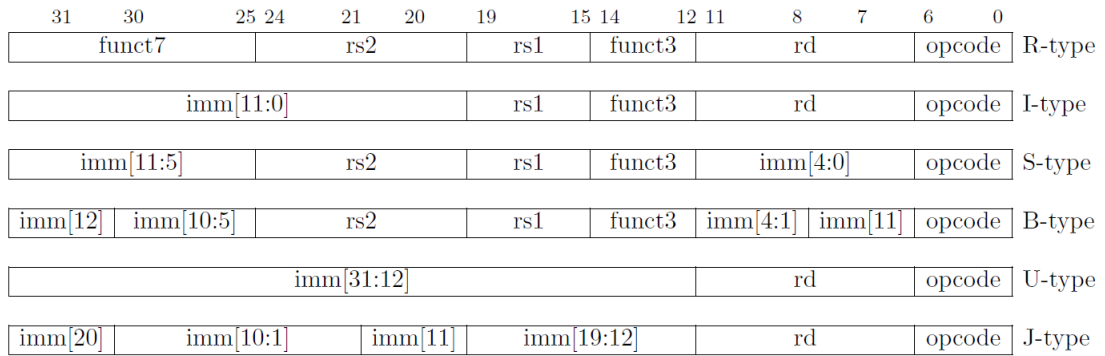 31 30 25 24 21 20 19 15 14 12 11 8 7 6 0
funct7 rs2 rs1 funct3 rd opcode R-type
imm[11:0] rs1 funct3 rd opcode I-type
imm[11:5] rs2 rs1 funct3 imm[4:0] opcode S-type
imm[12] imm[10:5] rs2 rs1 funct3 imm[4:1] imm[11] opcode B-type
imm[31:12] rd opcode U-type
imm[20] imm[10:1] imm[11] imm[19:12] rd opcode J-type